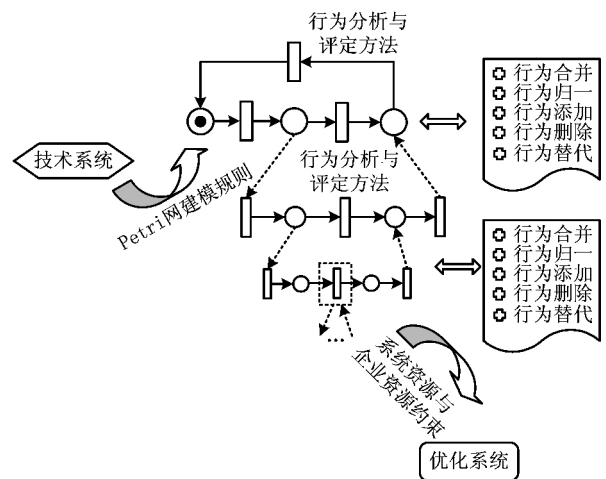 行为分析与
评定方法
行为合并
行为归一
行为添加
行为删除
行为替代
技术系统
Petri网建模规则
行为分析与
评定方法
行为合并
行为归一
行为添加
行为删除
行为替代
...
系统资源与
企业资源约束
优化系统